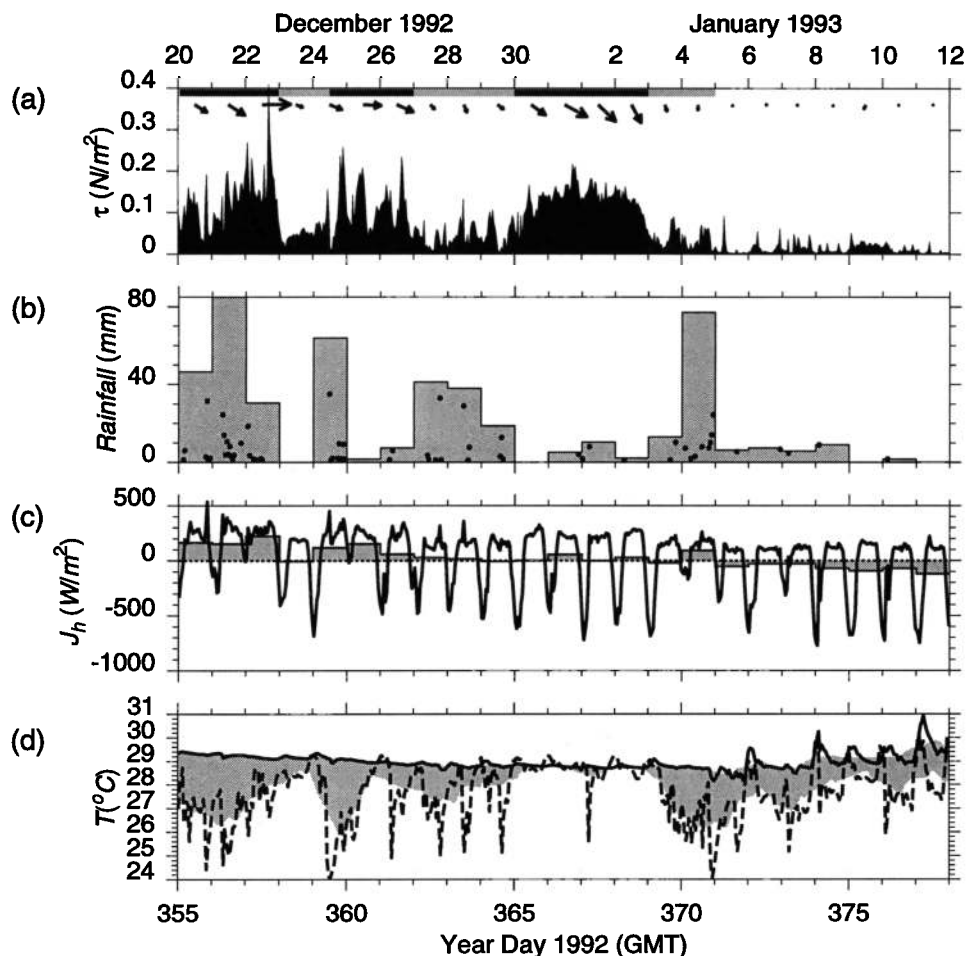 December 1992 January 1993
20 22 24 26 28 30 2 4 6 8 10 12
(a)
0.4
0.3
0.2
0.1
0
τ (N/m²)
(b)
80
40
0
Rainfall (mm)
(c)
500
0
-500
-1000
J_h (W/m²)
(d)
31
30
29
28
27
26
25
24
T(°C)
355 360 365 370 375
Year Day 1992 (GMT)